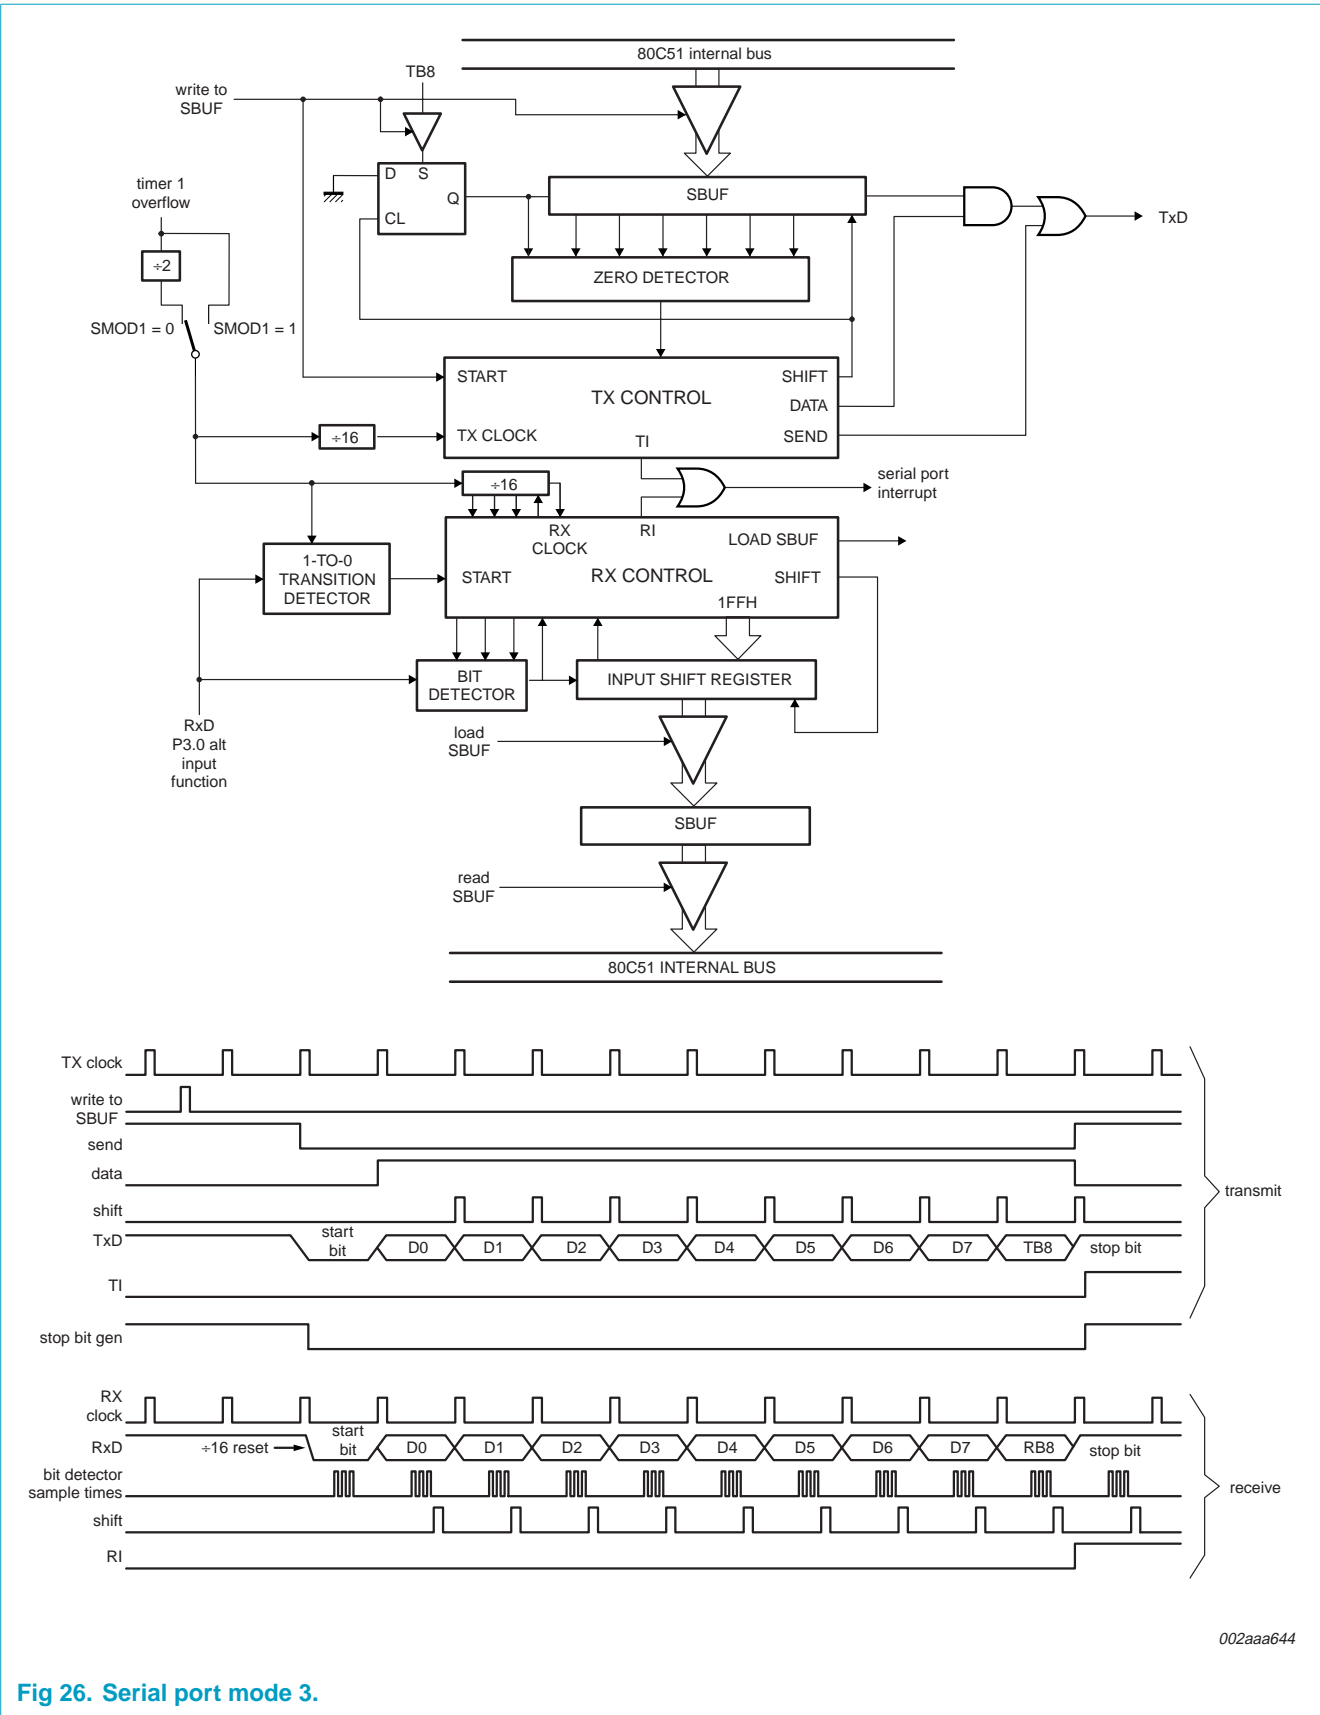 80C51 internal bus
TB8
write to
SBUF
D
S
Q
CL
SBUF
TxD
timer 1
overflow
÷2
ZERO DETECTOR
SMOD1 = 0
SMOD1 = 1
START
SHIFT
TX CONTROL
DATA
÷16
TX CLOCK
TI
SEND
÷16
serial port
interrupt
RX
CLOCK
RI
LOAD SBUF
1-TO-0
TRANSITION
DETECTOR
START
RX CONTROL
SHIFT
1FFH
BIT
DETECTOR
INPUT SHIFT REGISTER
RxD
P3.0 alt
input
function
load
SBUF
SBUF
read
SBUF
80C51 INTERNAL BUS
TX clock
write to
SBUF
send
data
shift
TxD
start
bit
D0
D1
D2
D3
D4
D5
D6
D7
TB8
stop bit
TI
stop bit gen
transmit
RX
clock
RxD
÷16 reset
start
bit
D0
D1
D2
D3
D4
D5
D6
D7
RB8
stop bit
bit detector
sample times
shift
RI
receive
002aaa644
Fig 26. Serial port mode 3.